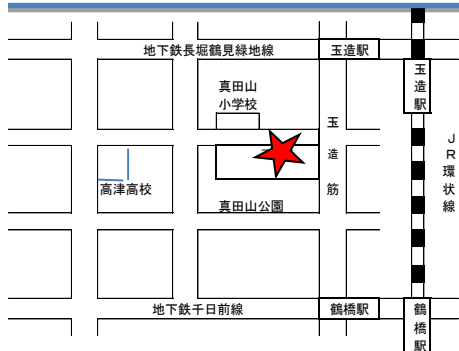 地下鉄長堀鶴見緑地線
玉造駅
玉造駅
真田山
小学校
玉造筋
JR環状線
高津高校
真田山公園
地下鉄千日前線
鶴橋駅
鶴橋駅